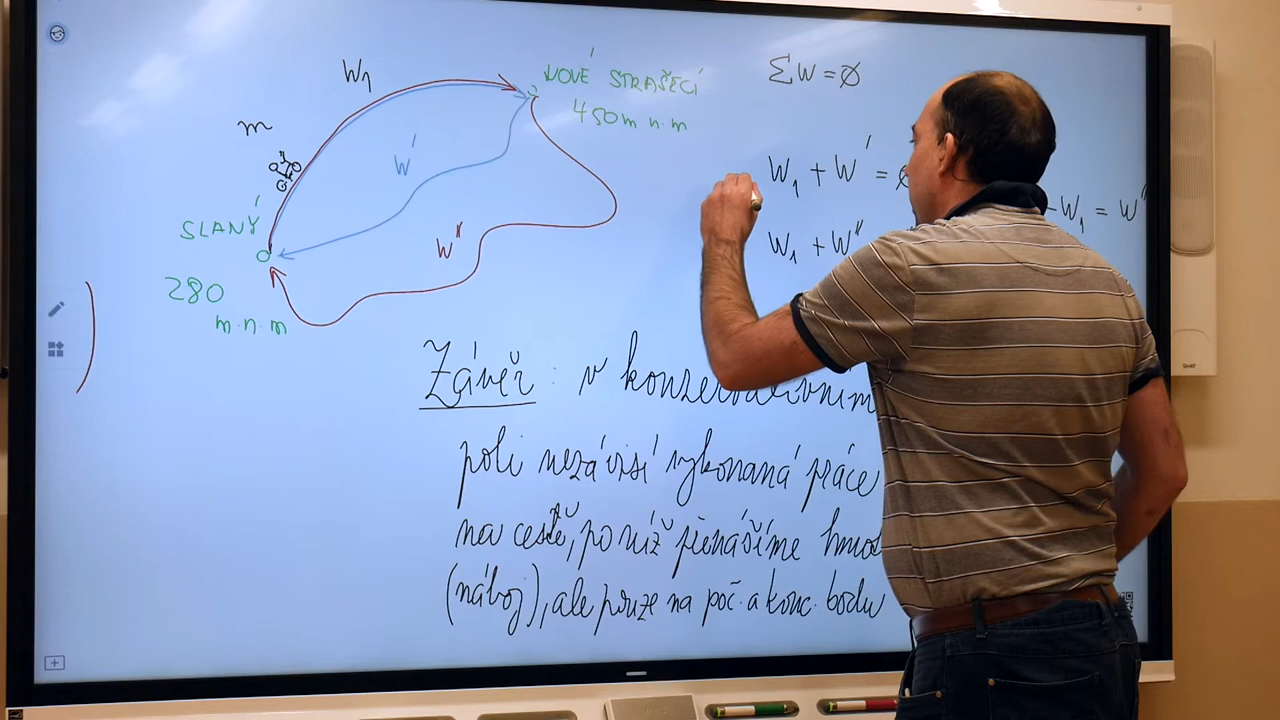 W₁
NOVÉ STRAŠECÍ
450 m n.m
ΣW = ∅
m
W'
W₁ + W' =
SLANÝ
W"
-W₁ = W"
W₁ + W"
280
m.n.m
Závěr: v konzervativním
poli nezávisí vykonaná práce
na cestě, po níž přenášíme
(náboj), ale pouze na poč. a konc. bodu